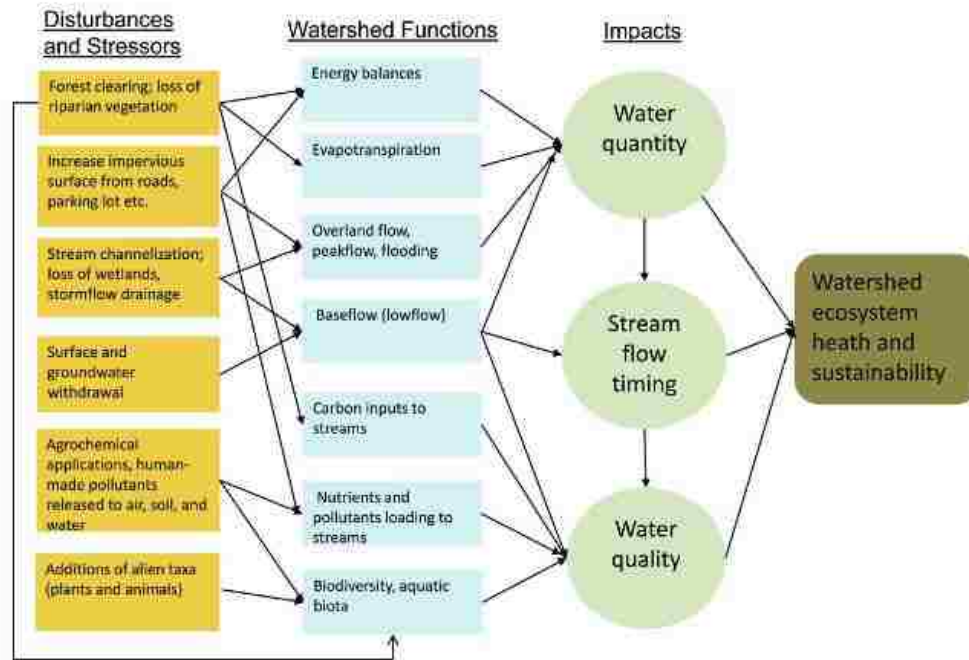 Disturbances
and Stressors
Watershed Functions
Impacts
Forest clearing; loss of
riparian vegetation
Increase impervious
surface from roads,
parking lot etc.
Stream channelization;
loss of wetlands,
stormflow drainage
Surface and
groundwater
withdrawal
Agrochemical
applications, human-
made pollutants
released to air, soil, and
water
Additions of alien taxa
(plants and animals)
Energy balances
Evapotranspiration
Overland flow,
peakflow, flooding
Baseflow (lowflow)
Carbon inputs to
streams
Nutrients and
pollutants loading to
streams
Biodiversity, aquatic
biota
Water
quantity
Stream
flow
timing
Water
quality
Watershed
ecosystem
heath and
sustainability